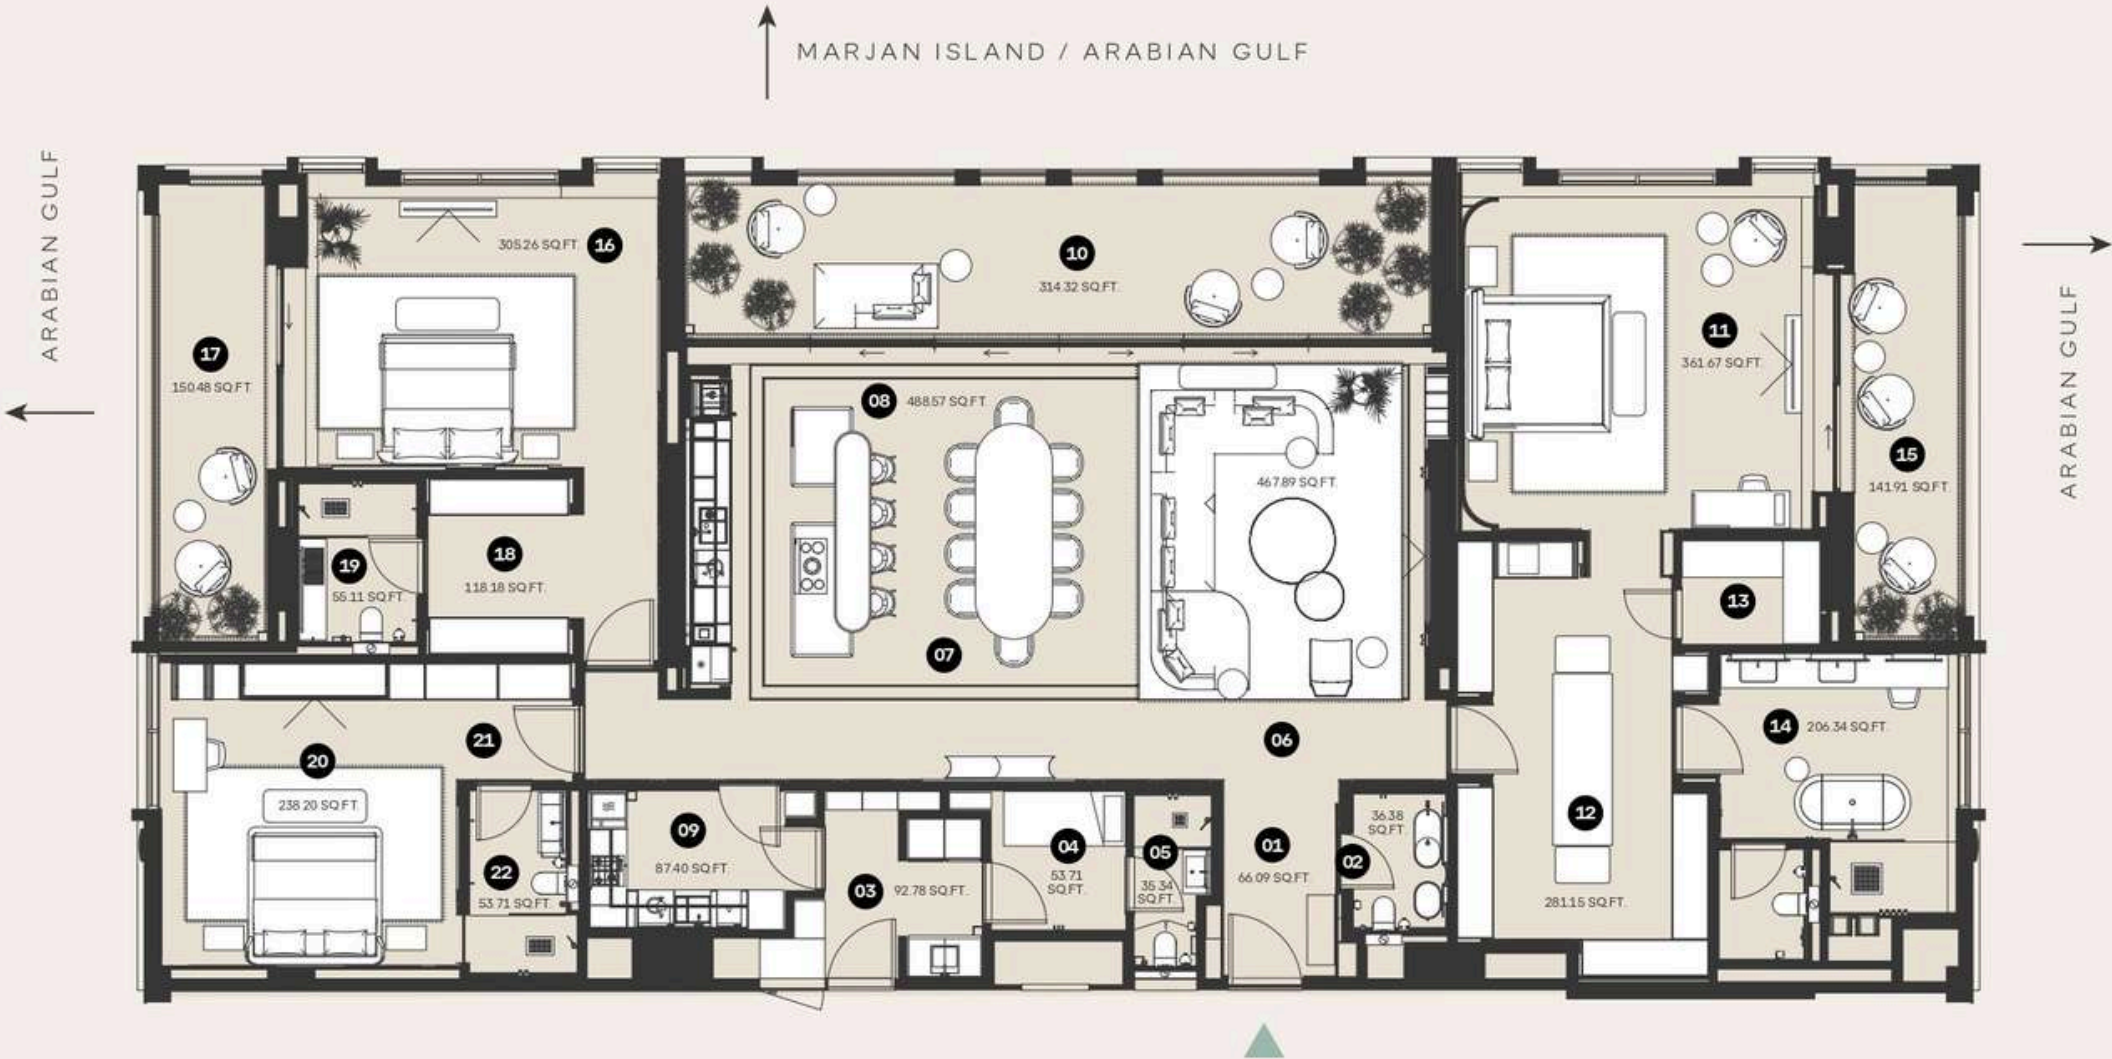 MARJAN ISLAND / ARABIAN GULF
ARABIAN GULF
ARABIAN GULF
305.26 SQ.FT. 16
10
314.32 SQ.FT.
11
361.67 SQ.FT.
17
150.48 SQ.FT.
08 488.57 SQ.FT.
15
141.91 SQ.FT.
467.89 SQ.FT.
18
118.18 SQ.FT.
19
55.11 SQ.FT.
13
07
14 206.34 SQ.FT.
21
06
20
238.20 SQ.FT.
12
281.15 SQ.FT.
09
87.40 SQ.FT.
22
53.71 SQ.FT.
03 92.78 SQ.FT.
04
53.71
SQ.FT.
05
35.34
SQ.FT.
01
66.09 SQ.FT.
36.38
SQ.FT.
02